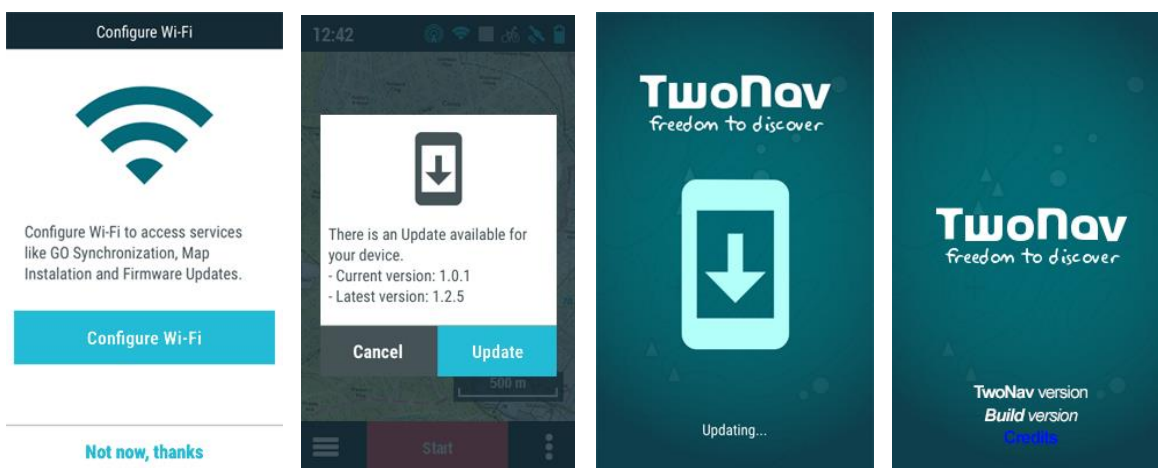 Configure Wi-Fi
Configure Wi-Fi to access services
like GO Synchronization, Map
Instalation and Firmware Updates.
Configure Wi-Fi
Not now, thanks
12:42
There is an Update available for
your device.
- Current version: 1.0.1
- Latest version: 1.2.5
Cancel
Update
500 m
Start
TwoNav
freedom to discover
Updating...
TwoNav
freedom to discover
TwoNav version
Build version
Credits